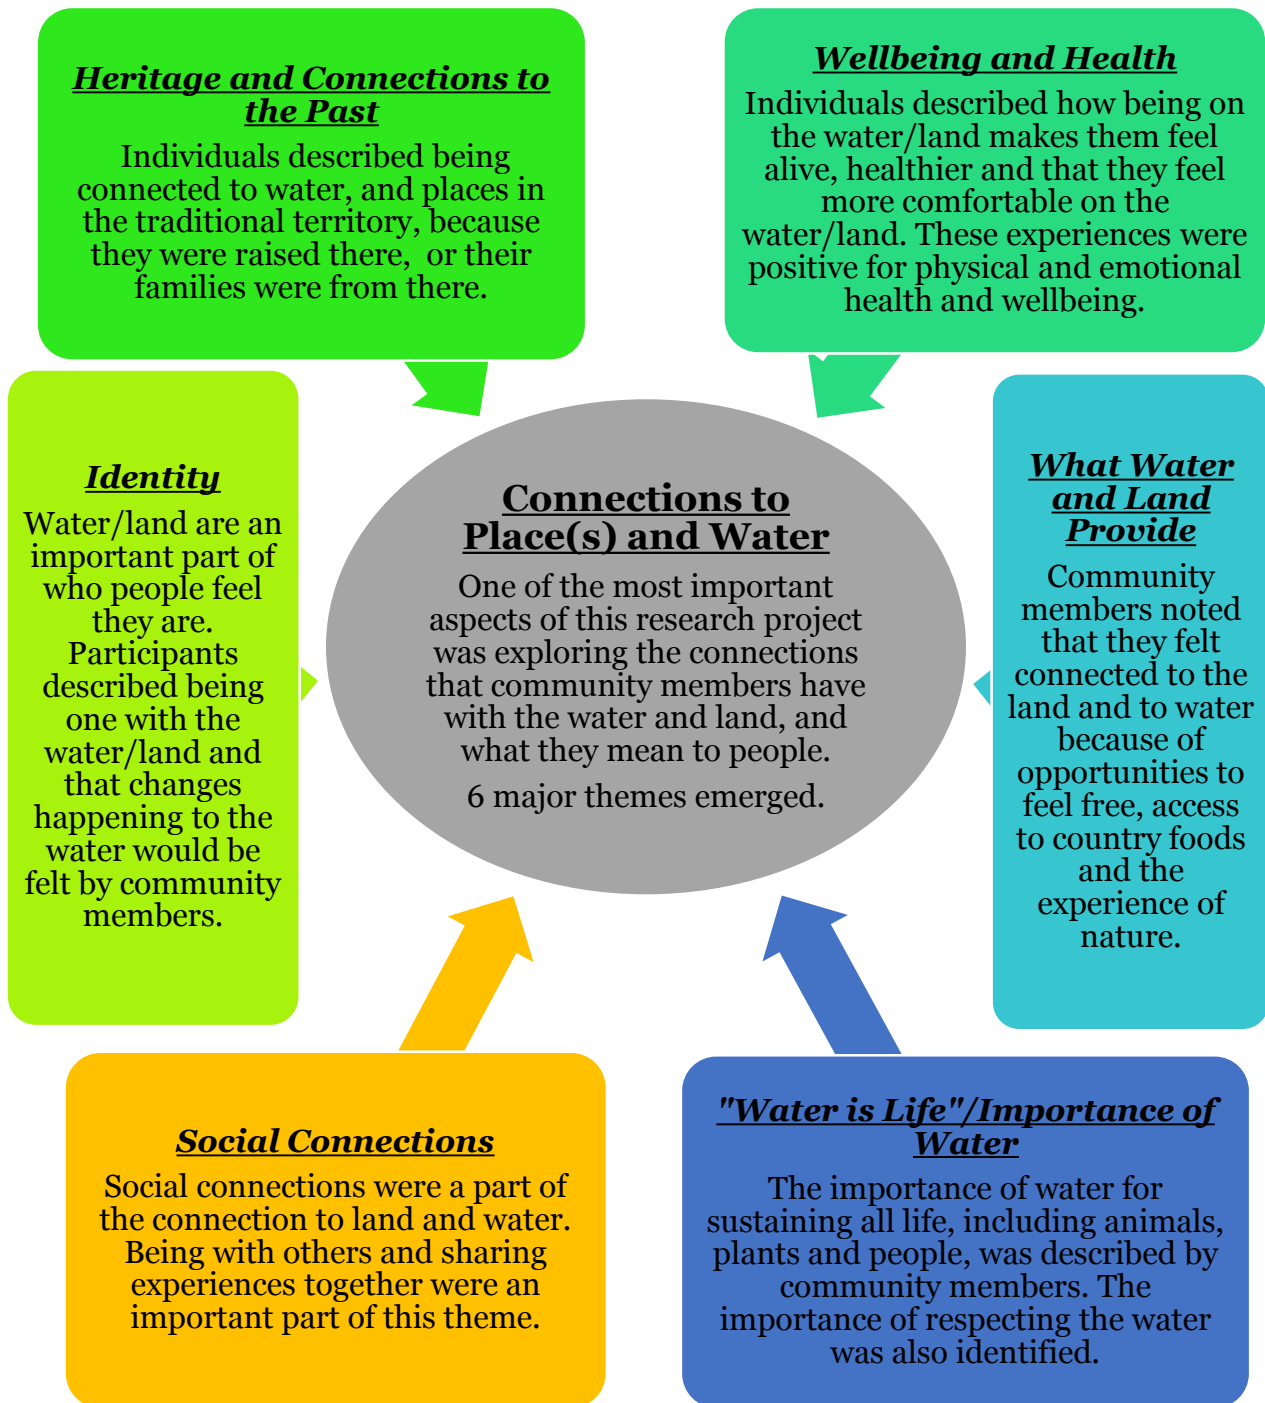 Heritage and Connections to
the Past
Individuals described being
connected to water, and places in
the traditional territory, because
they were raised there,  or their
families were from there.
Wellbeing and Health
Individuals described how being on
the water/land makes them feel
alive, healthier and that they feel
more comfortable on the
water/land. These experiences were
positive for physical and emotional
health and wellbeing.
Identity
Water/land are an
important part of
who people feel
they are.
Participants
described being
one with the
water/land and
that changes
happening to the
water would be
felt by community
members.
Connections to
Place(s) and Water
One of the most important
aspects of this research project
was exploring the connections
that community members have
with the water and land, and
what they mean to people.
6 major themes emerged.
What Water
and Land
Provide
Community
members noted
that they felt
connected to the
land and to water
because of
opportunities to
feel free, access
to country foods
and the
experience of
nature.
Social Connections
Social connections were a part of
the connection to land and water.
Being with others and sharing
experiences together were an
important part of this theme.
"Water is Life"/Importance of
Water
The importance of water for
sustaining all life, including animals,
plants and people, was described by
community members. The
importance of respecting the water
was also identified.